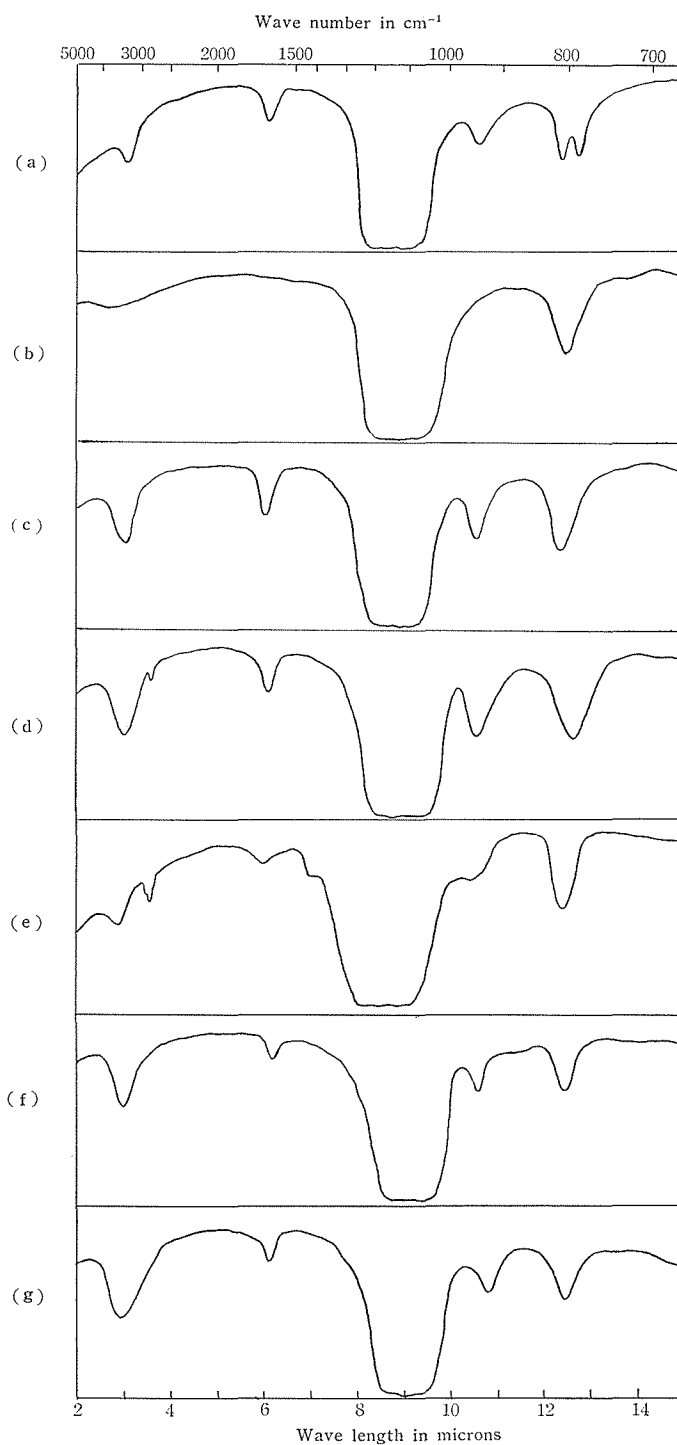 Wave number in cm⁻¹
5000 3000 2000 1500 1000 800 700
(a)
(b)
(c)
(d)
(e)
(f)
(g)
2 4 6 8 10 12 14
Wave length in microns